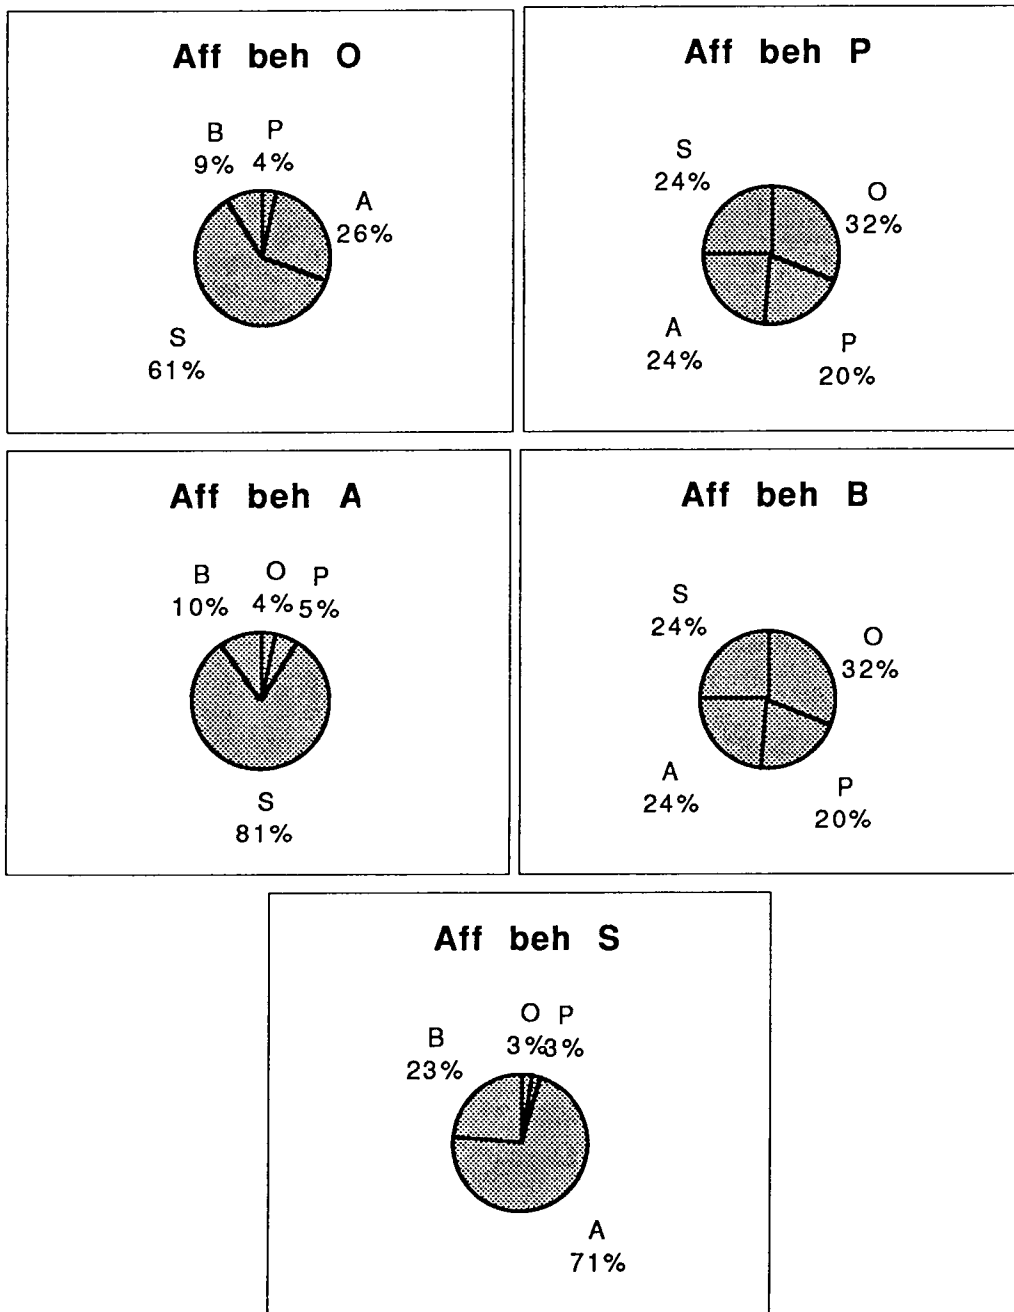 Aff beh O
B P
9% 4%
A
26%
S
61%
Aff beh P
S
24%
O
32%
A
24%
P
20%
Aff beh A
B O P
10% 4% 5%
S
81%
Aff beh B
S
24%
O
32%
A
24%
P
20%
Aff beh S
O P
3% 3%
B
23%
A
71%